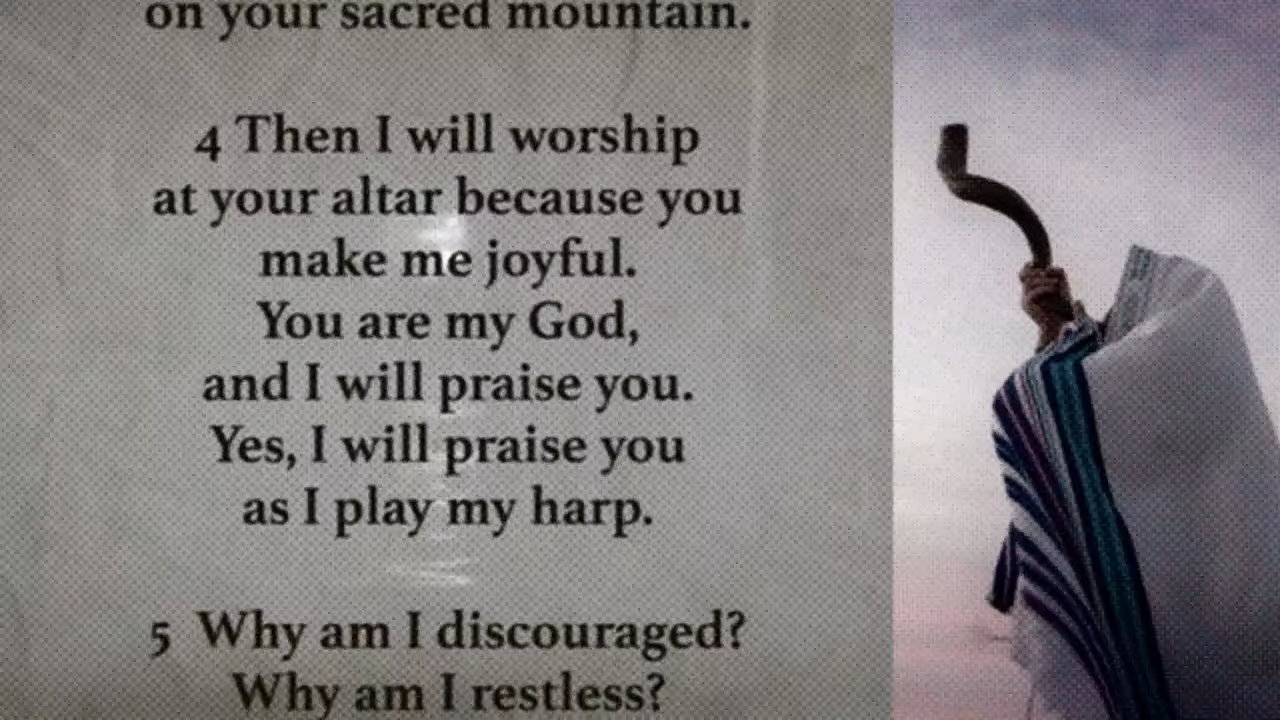 on your sacred mountain.
4 Then I will worship
at your altar because you
make me joyful.
You are my God,
and I will praise you.
Yes, I will praise you
as I play my harp.
5 Why am I discouraged?
Why am I restless?